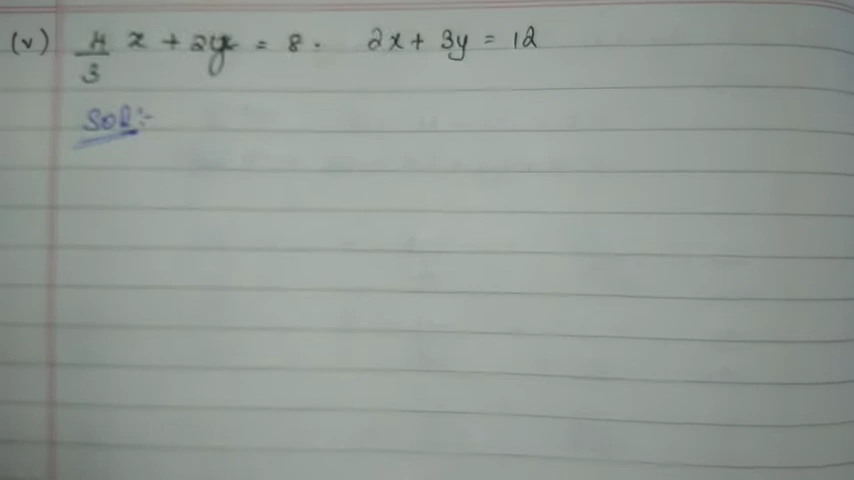 (v) 4/3 x + 2y = 8. 2x + 3y = 12
Sol:-